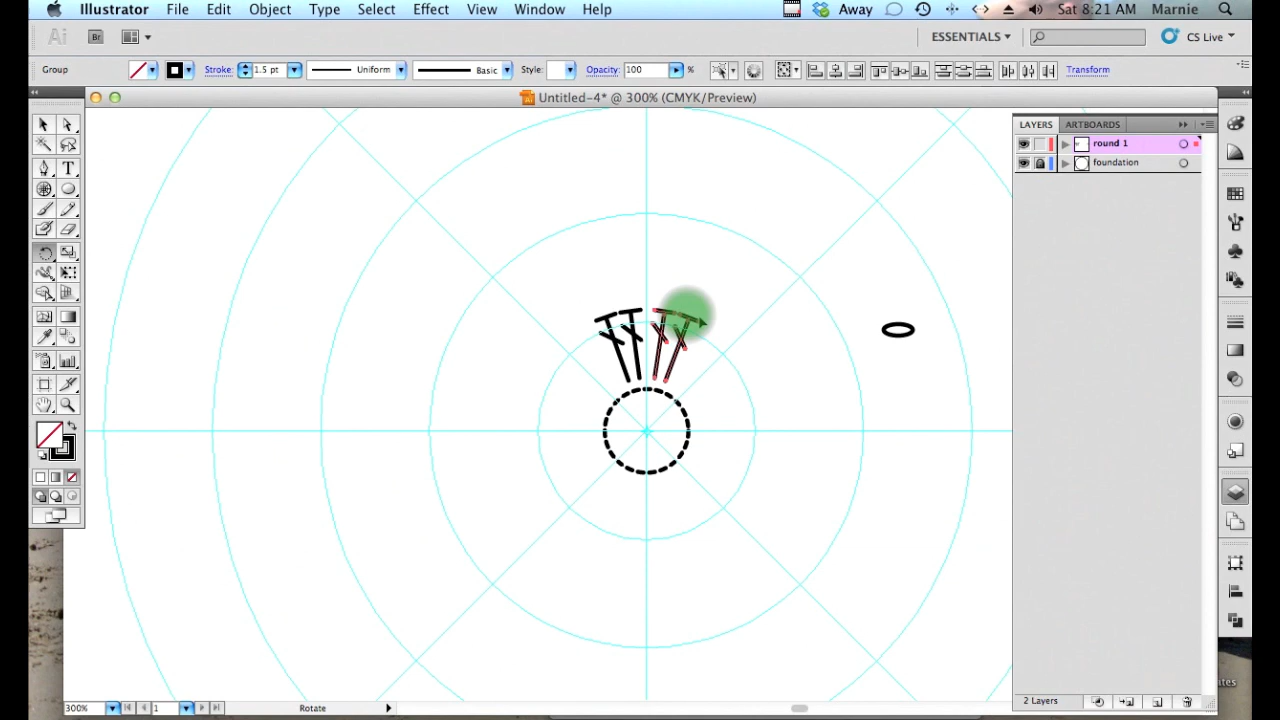 Illustrator File Edit Object Type Select Effect View Window Help Away Sat 8:21 AM Marnie
Ai Br ESSENTIALS CS Live
Group Stroke: 1.5 pt Uniform Basic Style: Opacity: 100 % Transform
Untitled-4* @ 300% (CMYK/Preview)
LAYERS ARTBOARDS
round 1
foundation
T
2 Layers
300% 1 Rotate